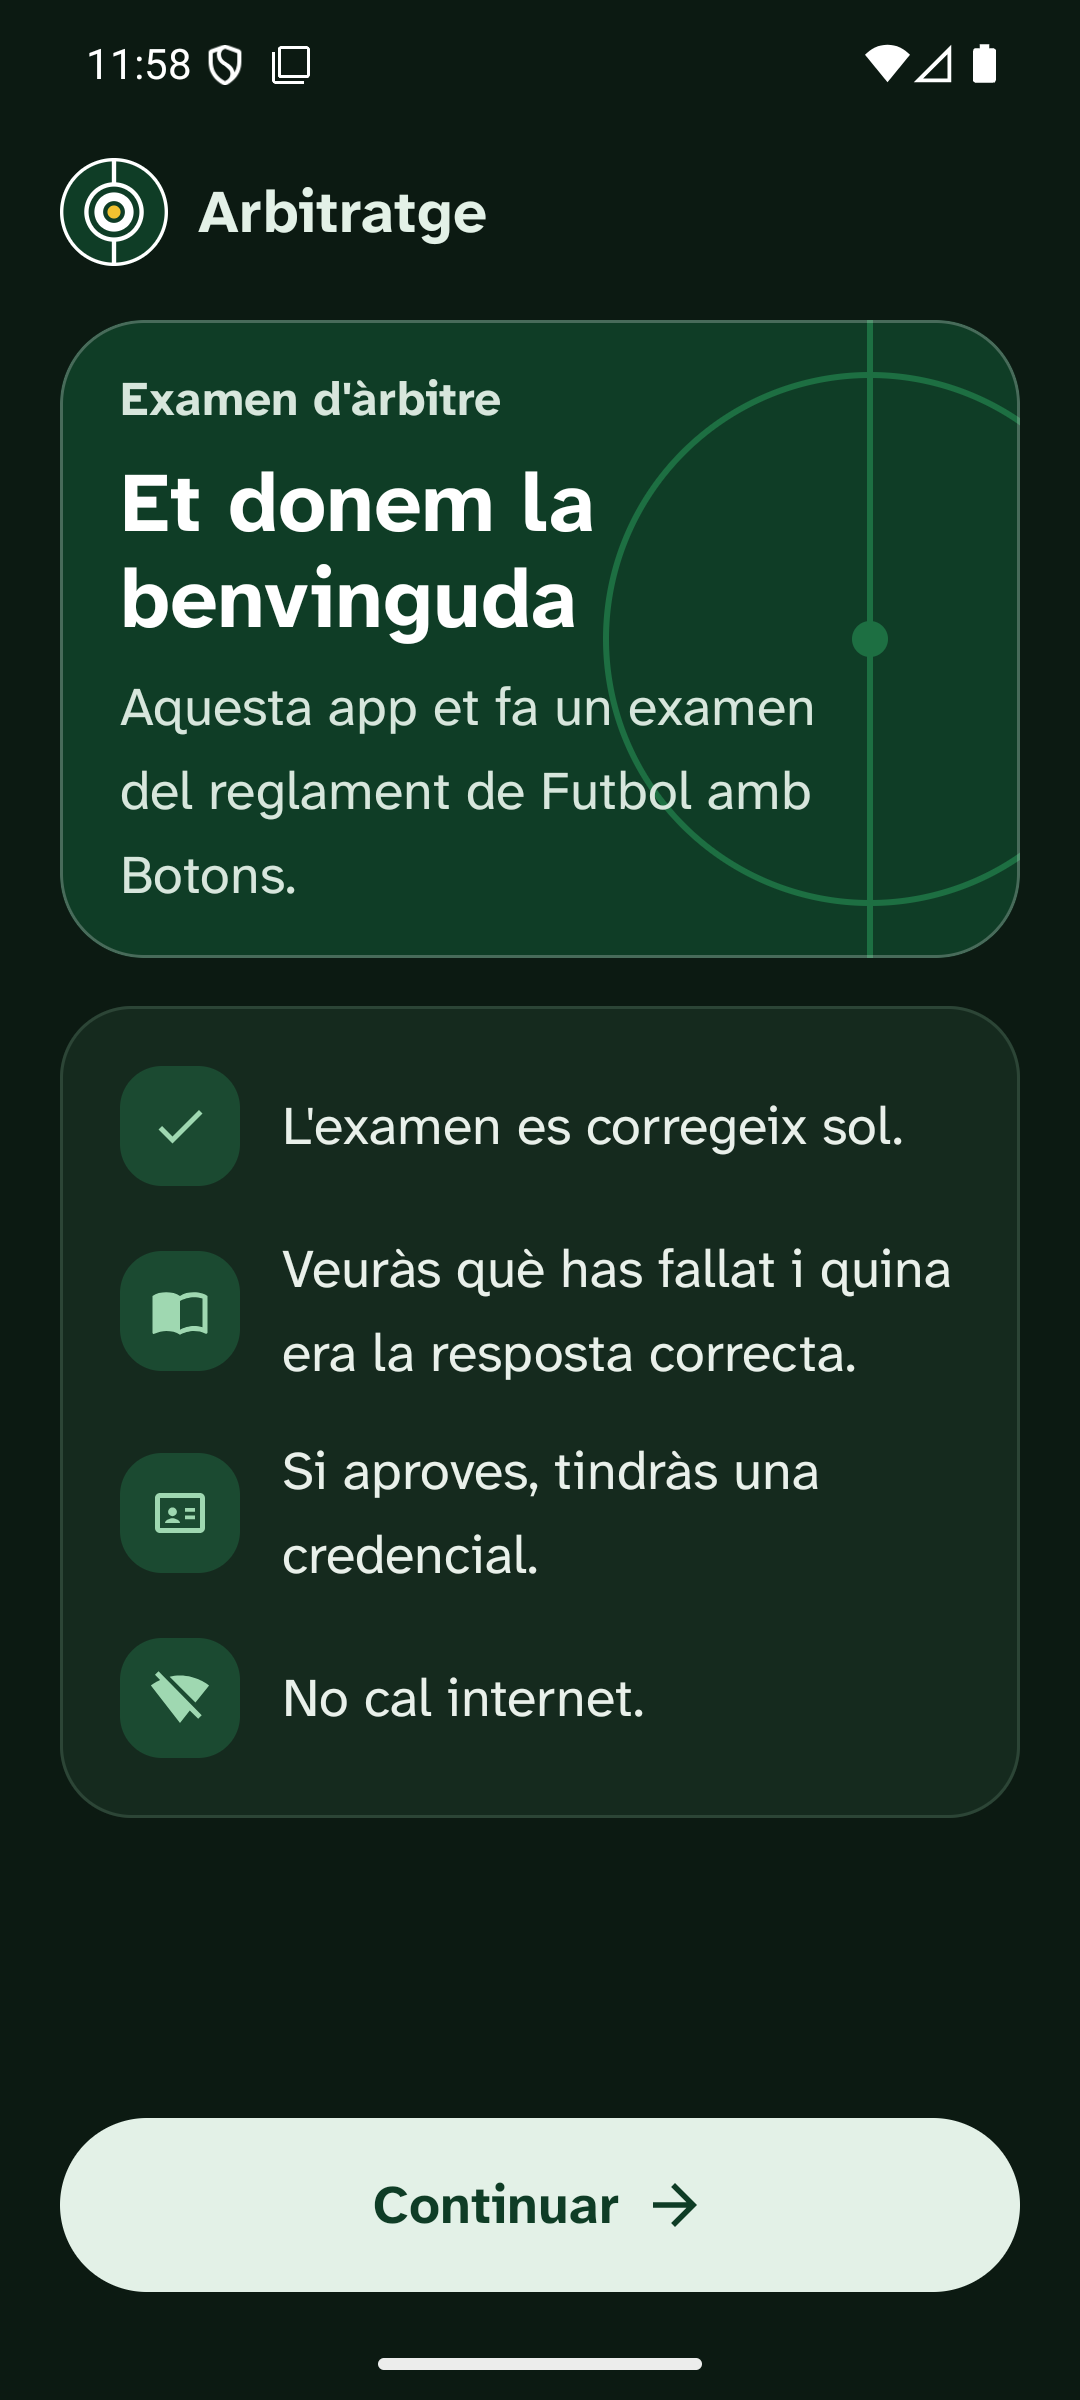 11:58
Arbitratge
Examen d'àrbitre
Et donem la
benvinguda
Aquesta app et fa un examen
del reglament de Futbol amb
Botons.
L'examen es corregeix sol.
Veuràs què has fallat i quina
era la resposta correcta.
Si aproves, tindràs una
credencial.
No cal internet.
Continuar